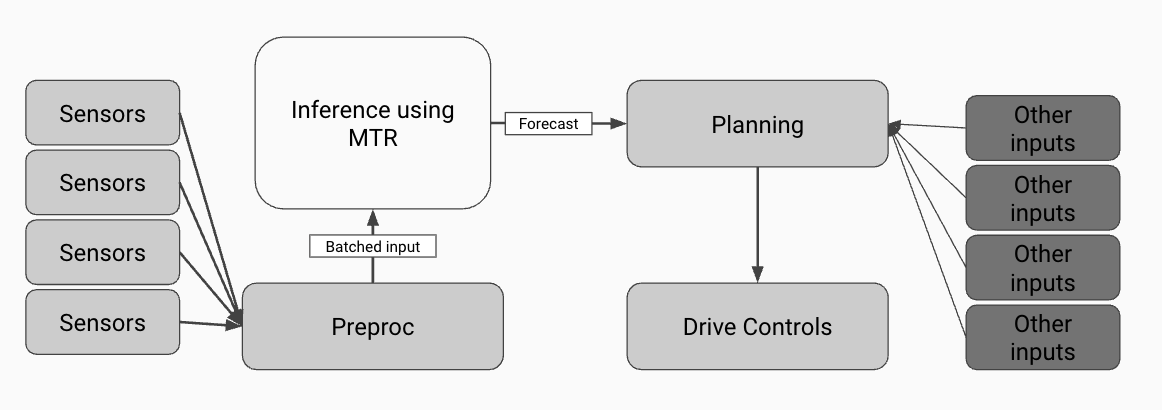 Sensors
Sensors
Sensors
Sensors
Inference using
MTR
Batched input
Preproc
Forecast
Planning
Drive Controls
Other
inputs
Other
inputs
Other
inputs
Other
inputs